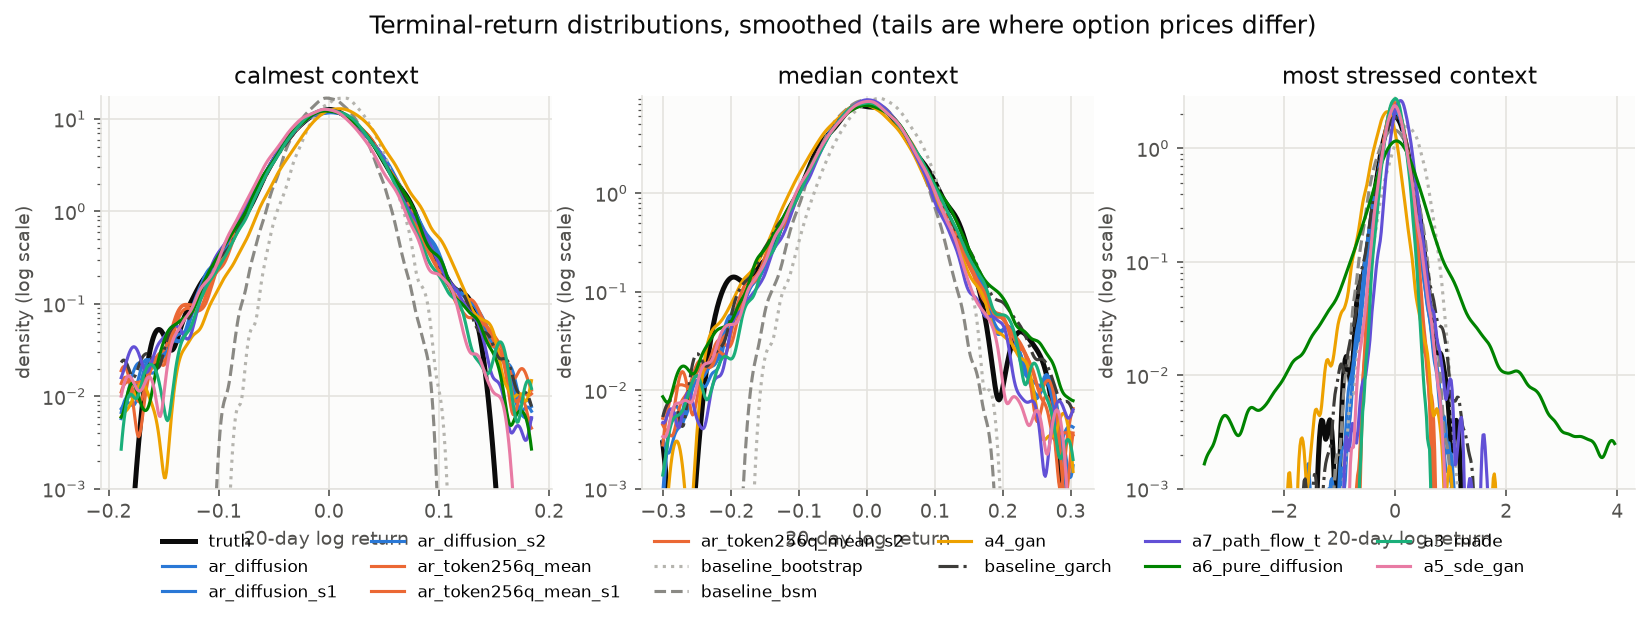 Terminal-return distributions, smoothed (tails are where option prices differ)
calmest context
median context
most stressed context
density (log scale)
10¹
10⁰
10⁻¹
10⁻²
10⁻³
−0.2
−0.1
0.0
0.1
0.2
20-day log return
density (log scale)
10⁰
10⁻¹
10⁻²
10⁻³
−0.3
−0.2
−0.1
0.0
0.1
0.2
0.3
20-day log return
density (log scale)
10⁰
10⁻¹
10⁻²
10⁻³
−2
0
2
4
20-day log return
truth
ar_diffusion
ar_diffusion_s1
ar_diffusion_s2
ar_token256q_mean
ar_token256q_mean_s1
ar_token256q_mean_s2
baseline_bootstrap
baseline_bsm
a4_gan
baseline_garch
a7_path_flow_t
a6_pure_diffusion
a5_sde_gan